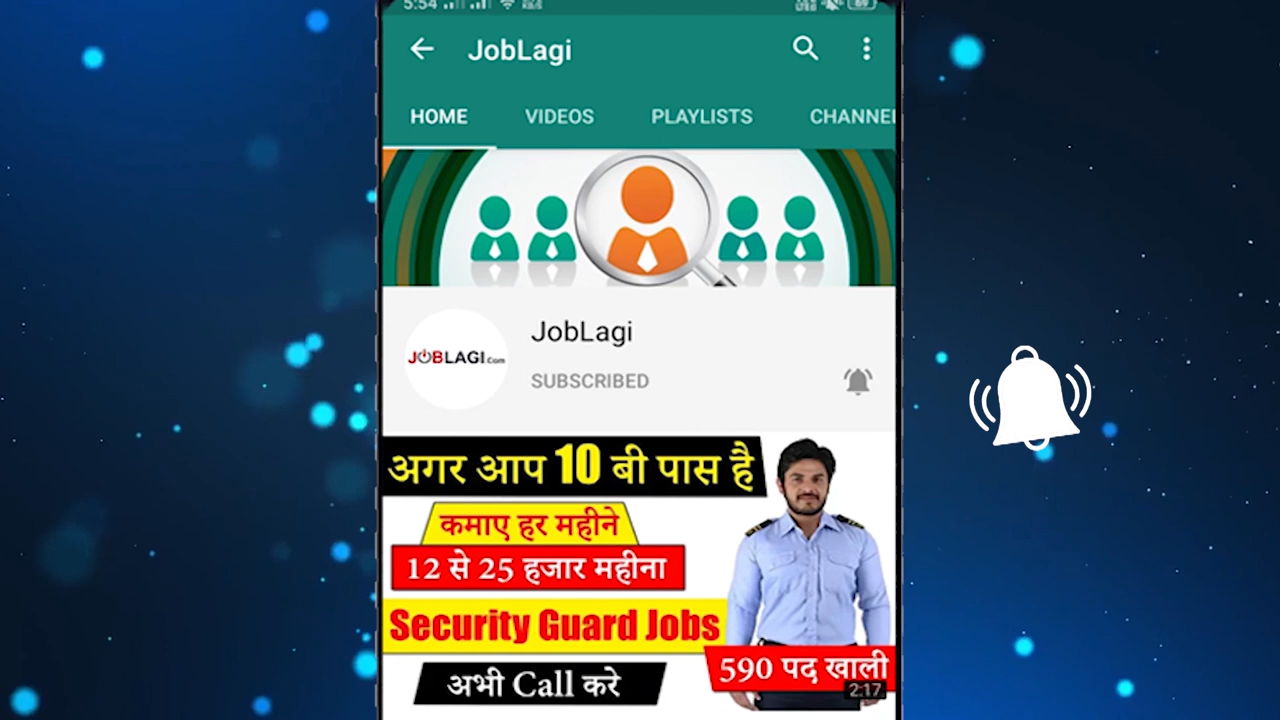 5:54
JobLagi
HOME VIDEOS PLAYLISTS CHANNEL
JOBLAGI.Com
JobLagi
SUBSCRIBED
अगर आप 10 बी पास है
कमाए हर महीने
12 से 25 हजार महीना
Security Guard Jobs
590 पद खाली
अभी Call करे
2:17